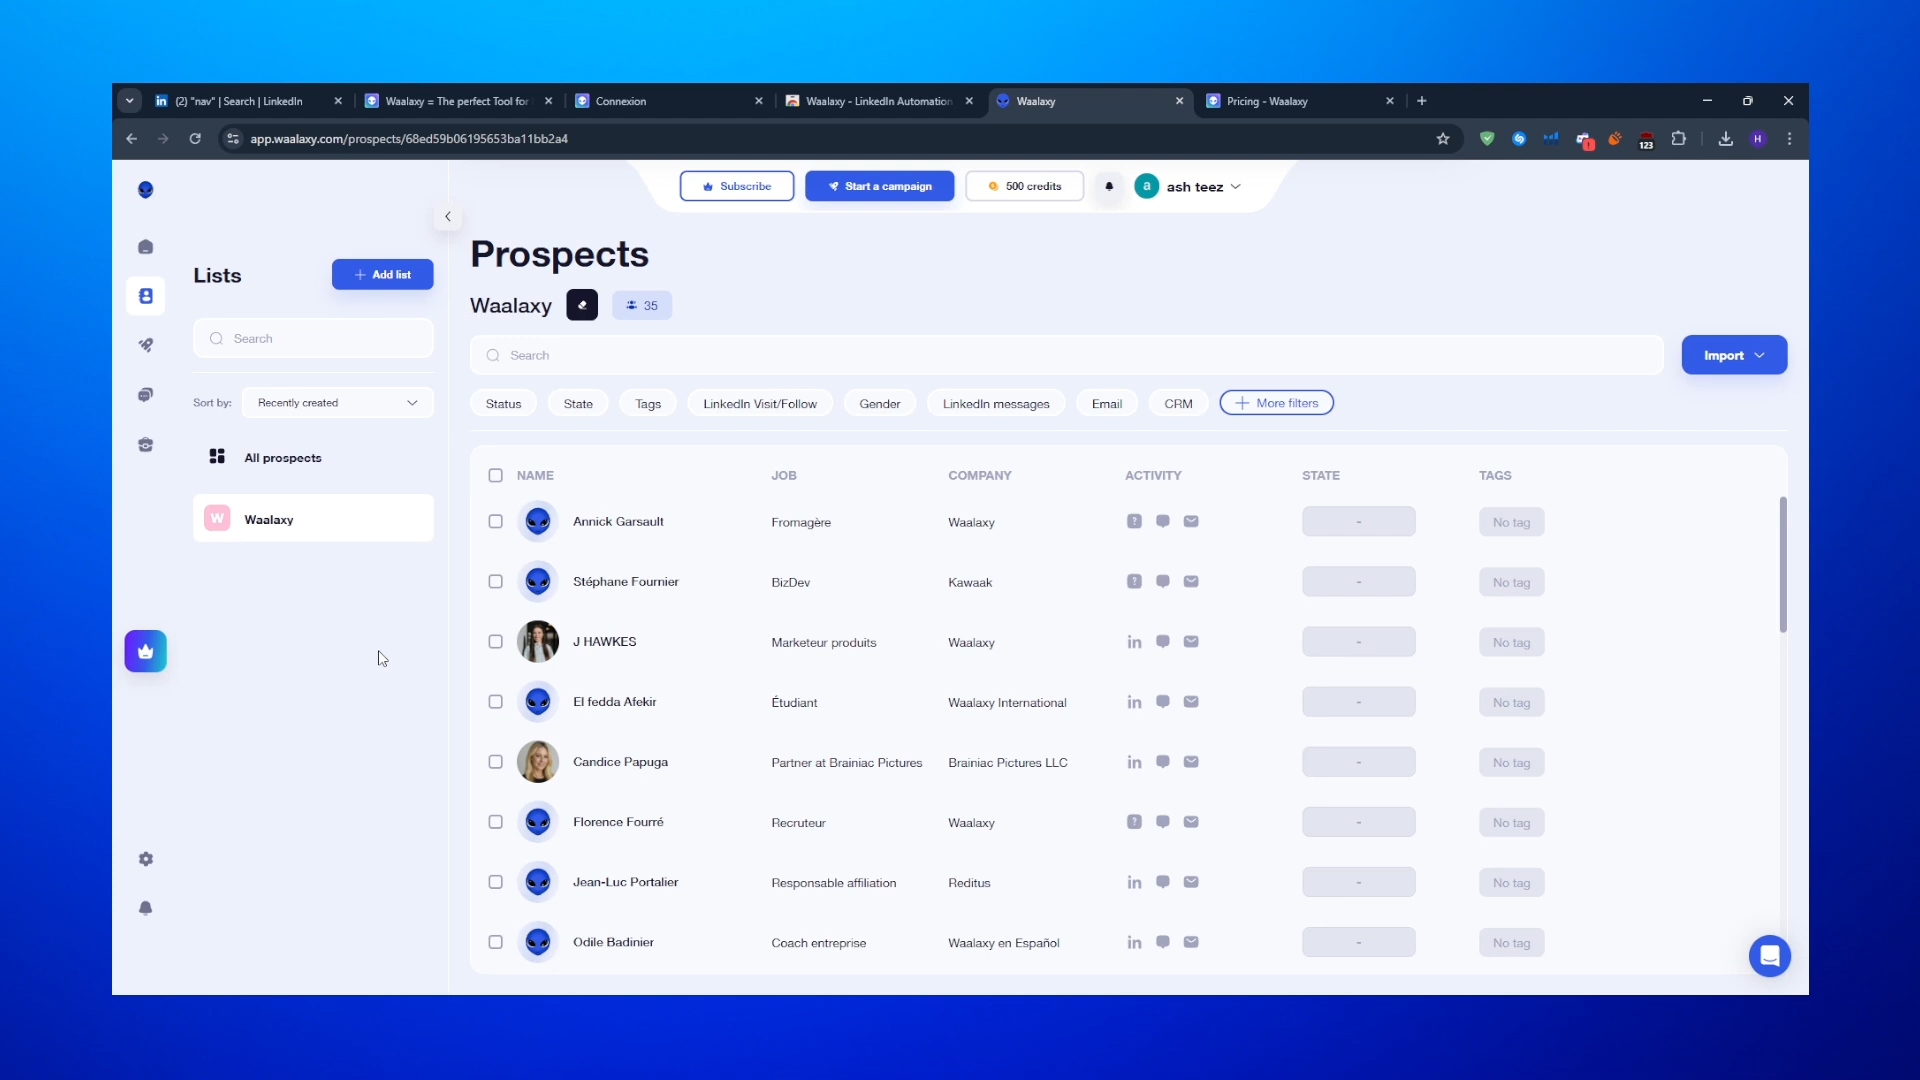 (2) "nav" | Search | LinkedIn
Waalaxy = The perfect Tool for
Connexion
Waalaxy - LinkedIn Automation
Waalaxy
Pricing - Waalaxy
app.waalaxy.com/prospects/68ed59b06195653ba11bb2a4
123
H
Subscribe
Start a campaign
500 credits
a
ash teez
Lists
+ Add list
Search
Sort by:
Recently created
All prospects
W
Waalaxy
Prospects
Waalaxy
35
Search
Import
Status
State
Tags
LinkedIn Visit/Follow
Gender
LinkedIn messages
Email
CRM
+ More filters
NAME JOB COMPANY ACTIVITY STATE TAGS
Annick Garsault Fromagère Waalaxy - No tag
Stéphane Fournier BizDev Kawaak - No tag
J HAWKES Marketeur produits Waalaxy - No tag
El fedda Afekir Étudiant Waalaxy International - No tag
Candice Papuga Partner at Brainiac Pictures Brainiac Pictures LLC - No tag
Florence Fourré Recruteur Waalaxy - No tag
Jean-Luc Portalier Responsable affiliation Reditus - No tag
Odile Badinier Coach entreprise Waalaxy en Español - No tag